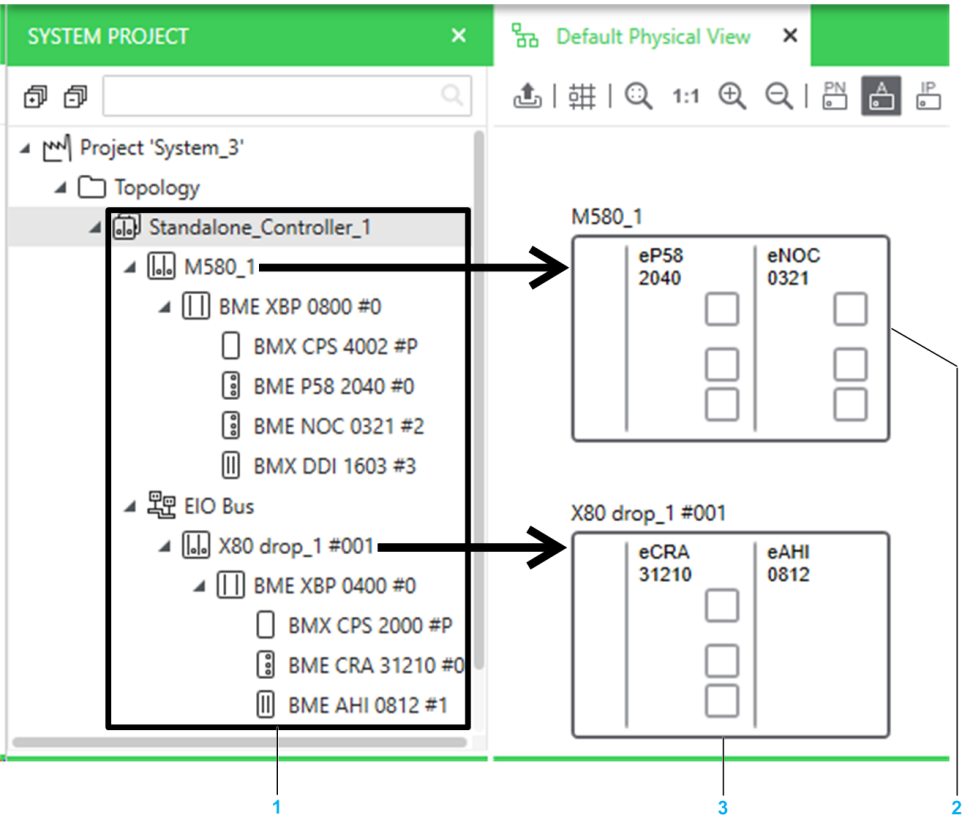 SYSTEM PROJECT
Default Physical View
1:1
PN
A
IP
Project 'System_3'
Topology
Standalone_Controller_1
M580_1
BME XBP 0800 #0
BMX CPS 4002 #P
BME P58 2040 #0
BME NOC 0321 #2
BMX DDI 1603 #3
EIO Bus
X80 drop_1 #001
BME XBP 0400 #0
BMX CPS 2000 #P
BME CRA 31210 #0
BME AHI 0812 #1
M580_1
eP58
2040
eNOC
0321
X80 drop_1 #001
eCRA
31210
eAHI
0812
1
3
2